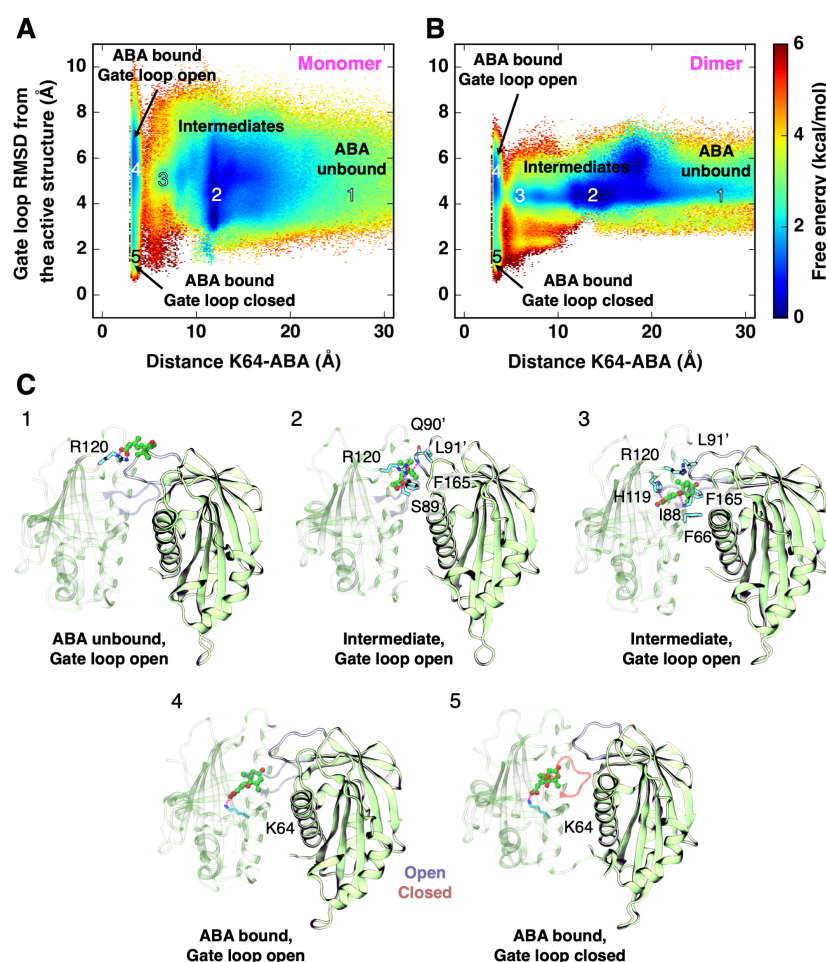 A
B
ABA bound
Gate loop open
Monomer
ABA bound
Gate loop open
Dimer
Gate loop RMSD from
the active structure (Å)
10
8
6
4
2
0
Intermediates
ABA
unbound
4
3
2
1
5
ABA bound
Gate loop closed
0
10
20
30
Distance K64-ABA (Å)
10
8
6
4
2
0
Intermediates
ABA
unbound
4
3
2
1
5
ABA bound
Gate loop closed
0
10
20
30
Distance K64-ABA (Å)
6
4
2
0
Free energy (kcal/mol)
C
1
R120
ABA unbound,
Gate loop open
2
Q90’
L91’
R120
F165
S89
Intermediate,
Gate loop open
3
L91’
R120
H119
F165
I88
F66
Intermediate,
Gate loop open
4
K64
Open
Closed
ABA bound,
Gate loop open
5
K64
ABA bound,
Gate loop closed